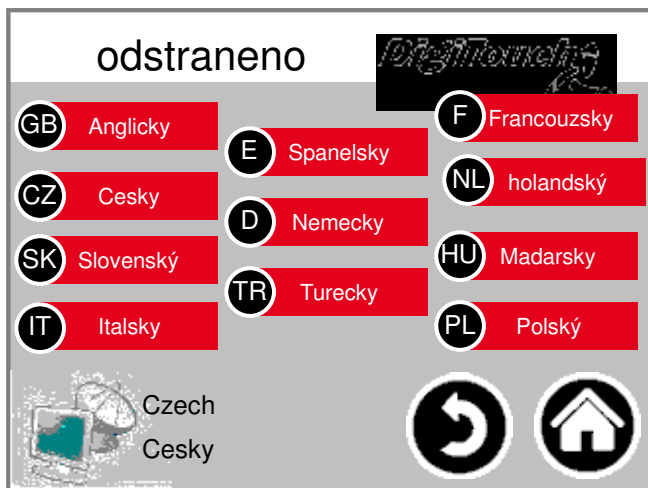 odstraneno
DigiTouch
GB Anglicky
CZ Cesky
SK Slovenský
IT Italsky
E Spanelsky
D Nemecky
TR Turecky
F Francouzsky
NL holandský
HU Madarsky
PL Polský
Czech
Cesky